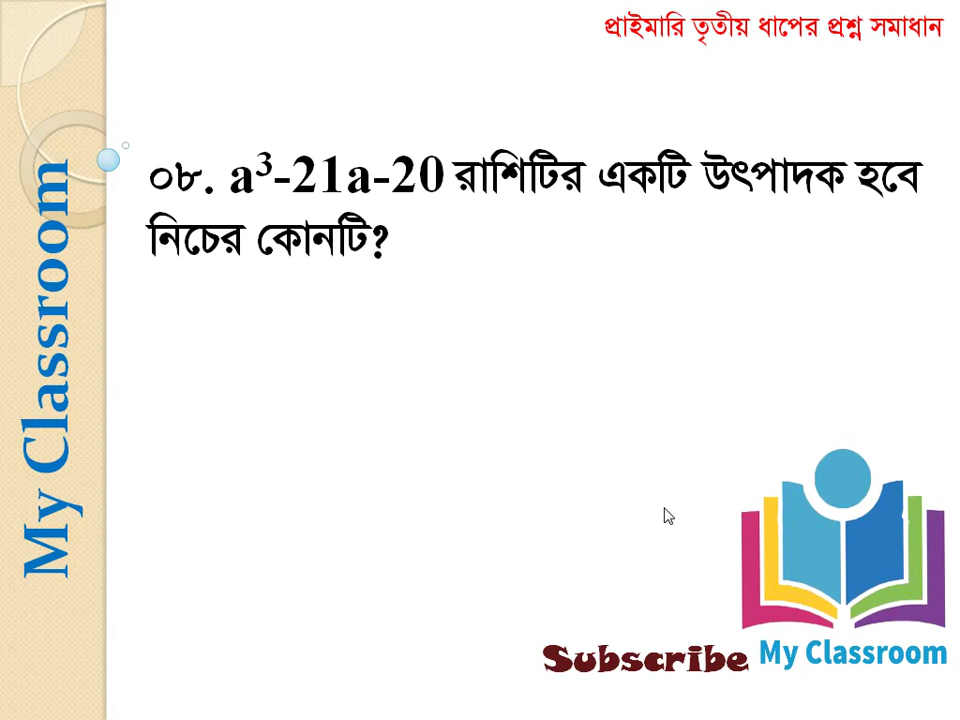 প্রাইমারি তৃতীয় ধাপের প্রশ্ন সমাধান
My Classroom
০৮. a³-21a-20 রাশিটির একটি উৎপাদক হবে
নিচের কোনটি?
Subscribe
My Classroom